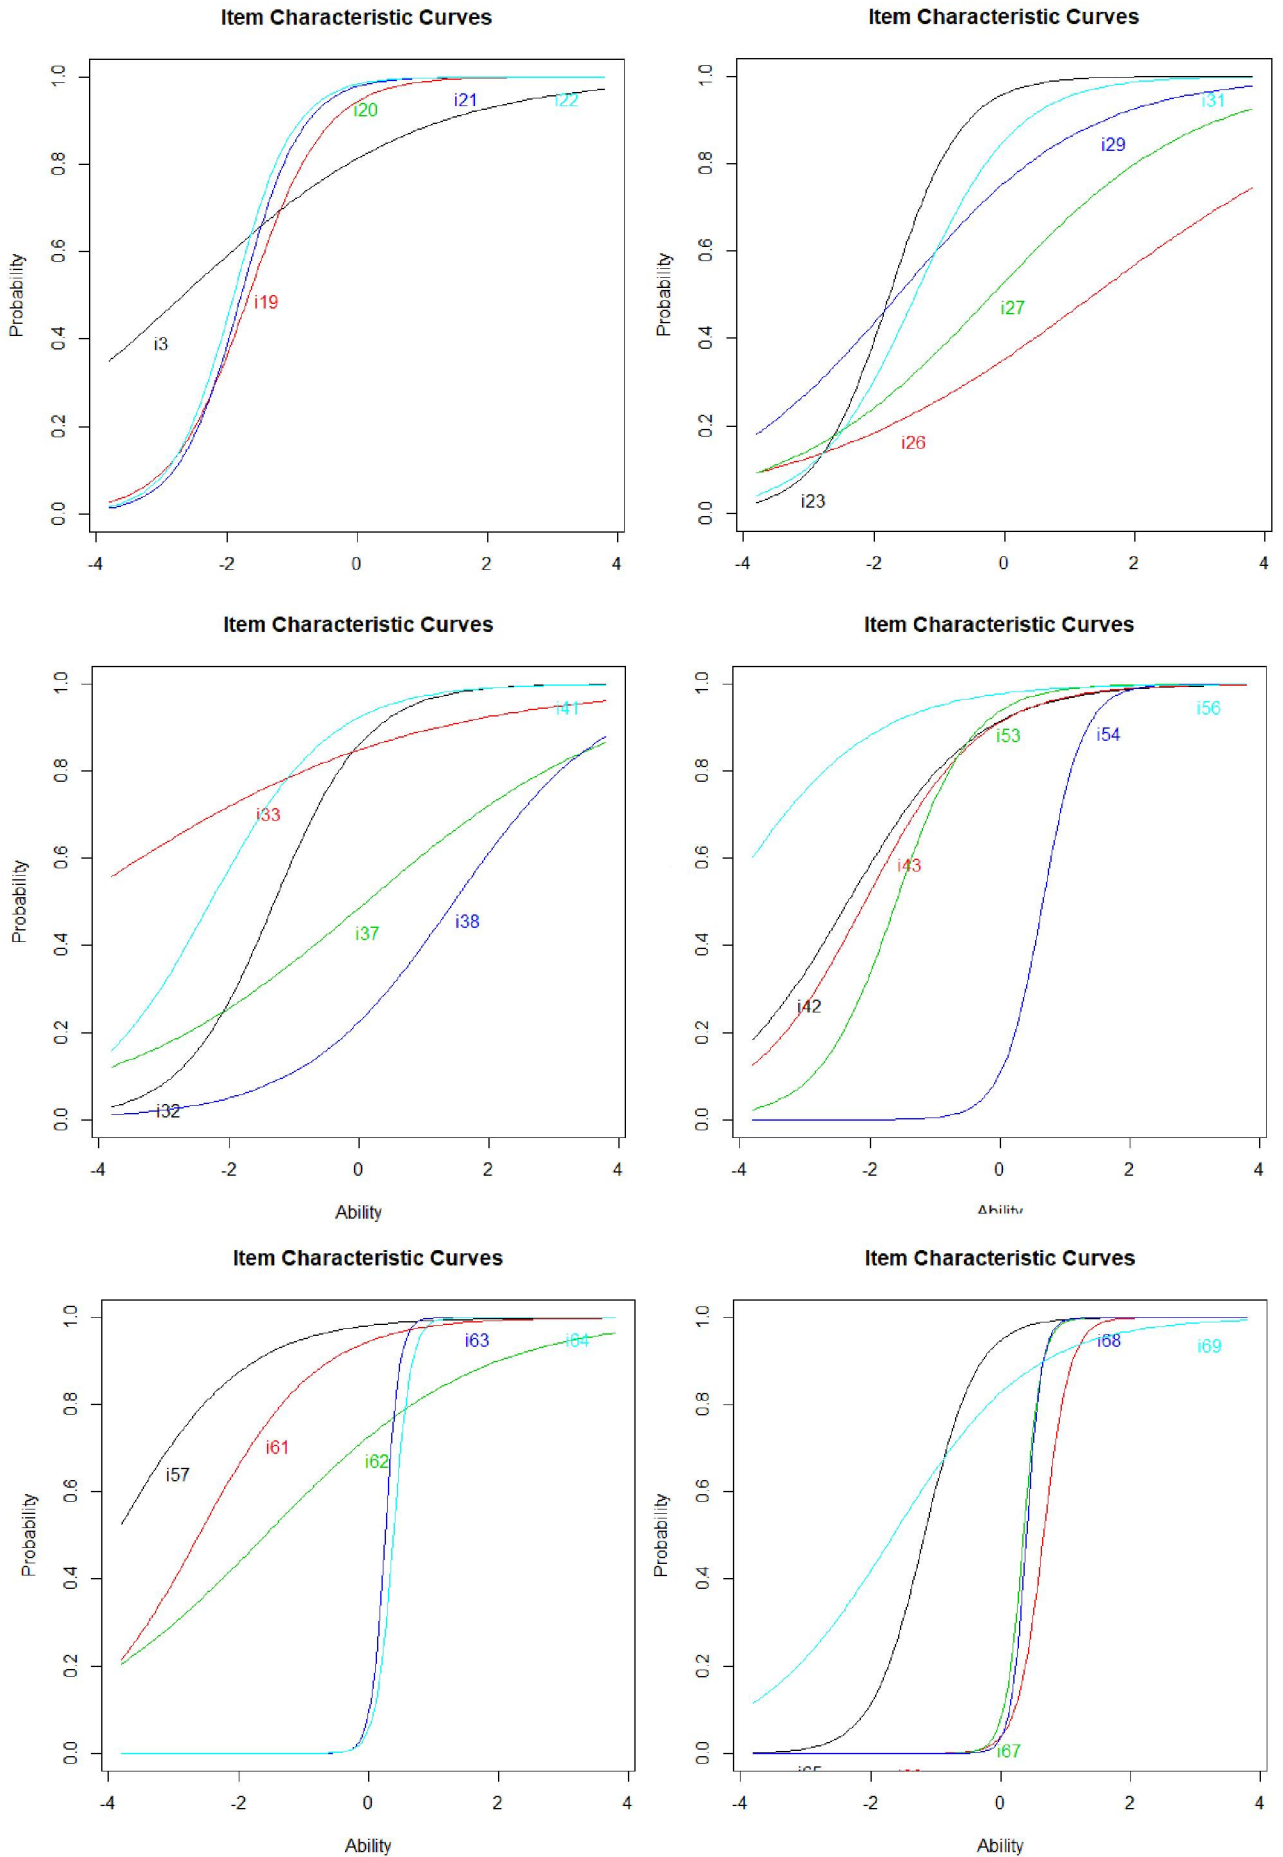 Item Characteristic Curves
Probability
0.0 0.2 0.4 0.6 0.8 1.0
i20
i21
i22
i19
i3
-4 -2 0 2 4
Item Characteristic Curves
Probability
0.0 0.2 0.4 0.6 0.8 1.0
i31
i29
i27
i26
i23
-4 -2 0 2 4
Item Characteristic Curves
Probability
0.0 0.2 0.4 0.6 0.8 1.0
i41
i33
i37
i38
i32
-4 -2 0 2 4
Ability
Item Characteristic Curves
0.0 0.2 0.4 0.6 0.8 1.0
i56
i53
i54
i43
i42
-4 -2 0 2 4
Ability
Item Characteristic Curves
Probability
0.0 0.2 0.4 0.6 0.8 1.0
i63
i64
i61
i62
i57
-4 -2 0 2 4
Ability
Item Characteristic Curves
Probability
0.0 0.2 0.4 0.6 0.8 1.0
i68
i69
i67
i65
-4 -2 0 2 4
Ability